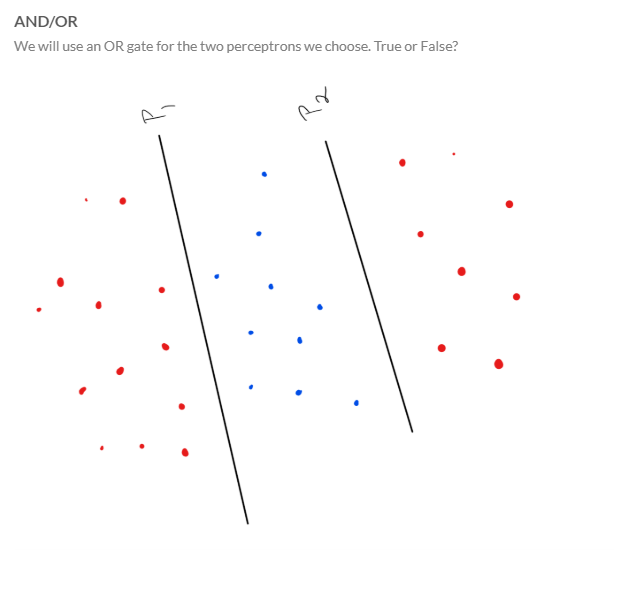 AND/OR
We will use an OR gate for the two perceptrons we choose. True or False?
P1 P2